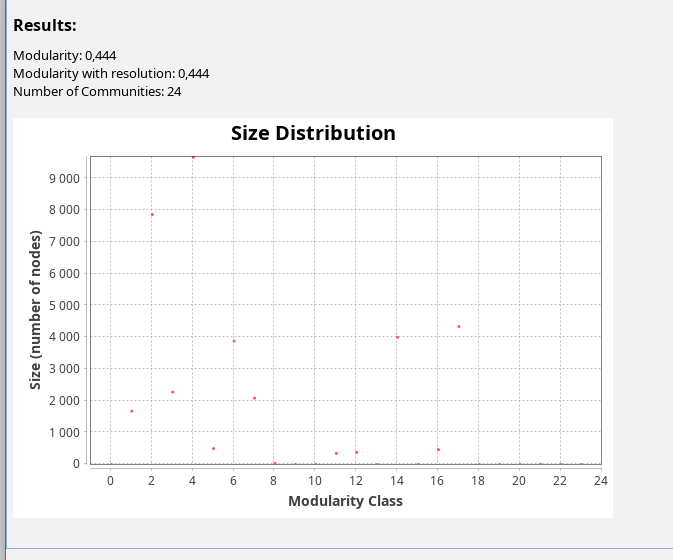 Results:
Modularity: 0,444
Modularity with resolution: 0,444
Number of Communities: 24
Size Distribution
9 000
8 000
7 000
6 000
5 000
4 000
3 000
2 000
1 000
0
Size (number of nodes)
0 2 4 6 8 10 12 14 16 18 20 22 24
Modularity Class